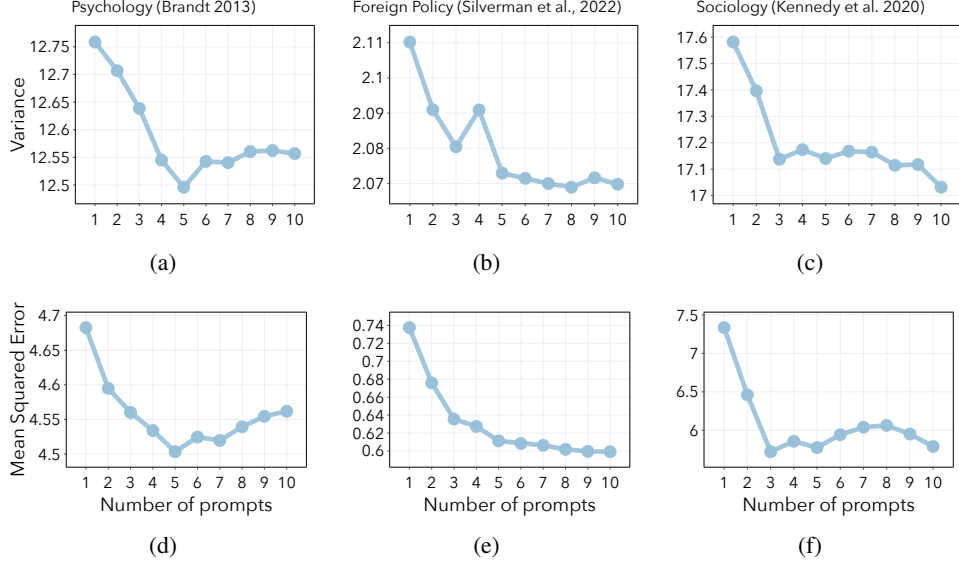 Psychology (Brandt 2013)
Foreign Policy (Silverman et al., 2022)
Sociology (Kennedy et al. 2020)
Variance
12.75
12.7
12.65
12.6
12.55
12.5
1 2 3 4 5 6 7 8 9 10
(a)
2.11
2.1
2.09
2.08
2.07
1 2 3 4 5 6 7 8 9 10
(b)
17.6
17.5
17.4
17.3
17.2
17.1
17
1 2 3 4 5 6 7 8 9 10
(c)
Mean Squared Error
4.7
4.65
4.6
4.55
4.5
1 2 3 4 5 6 7 8 9 10
Number of prompts
(d)
0.74
0.72
0.7
0.68
0.66
0.64
0.62
0.6
1 2 3 4 5 6 7 8 9 10
Number of prompts
(e)
7.5
7
6.5
6
1 2 3 4 5 6 7 8 9 10
Number of prompts
(f)